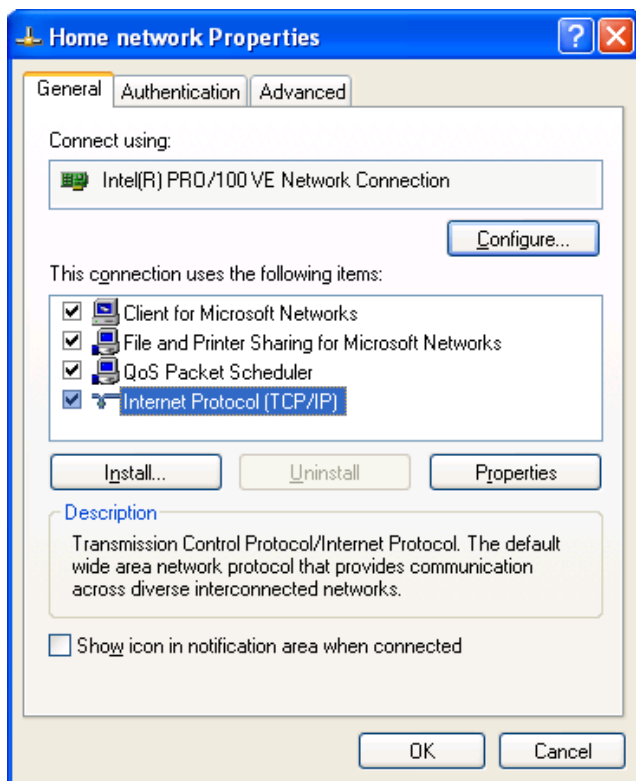 Home network Properties
General Authentication Advanced
Connect using:
Intel(R) PRO/100 VE Network Connection
Configure...
This connection uses the following items:
Client for Microsoft Networks
File and Printer Sharing for Microsoft Networks
QoS Packet Scheduler
Internet Protocol (TCP/IP)
Install... Uninstall Properties
Description
Transmission Control Protocol/Internet Protocol. The default
wide area network protocol that provides communication
across diverse interconnected networks.
Show icon in notification area when connected
OK Cancel